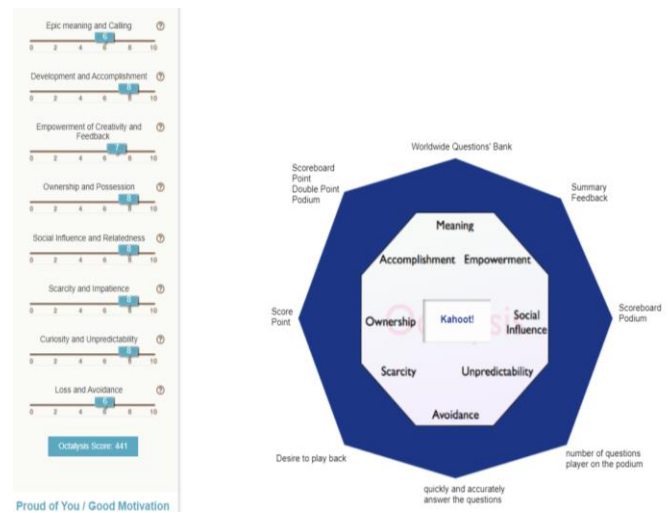 Epic meaning and Calling
6
0 2 4 6 8 10
Development and Accomplishment
8
0 2 4 6 8 10
Empowerment of Creativity and
Feedback
7
0 2 4 6 8 10
Ownership and Possession
8
0 2 4 6 8 10
Social Influence and Relatedness
8
0 2 4 6 8 10
Scarcity and Impatience
8
0 2 4 6 8 10
Curiosity and Unpredictability
8
0 2 4 6 8 10
Loss and Avoidance
6
0 2 4 6 8 10
Octalysis Score: 441
Proud of You / Good Motivation
Worldwide Questions' Bank
Scoreboard
Point
Double Point
Podium
Summary
Feedback
Meaning
Accomplishment Empowerment
Score
Point
Ownership
Kahoot!
Social
Influence
Scoreboard
Podium
Scarcity
Unpredictability
Avoidance
Desire to play back
number of questions
player on the podium
quickly and accurately
answer the questions